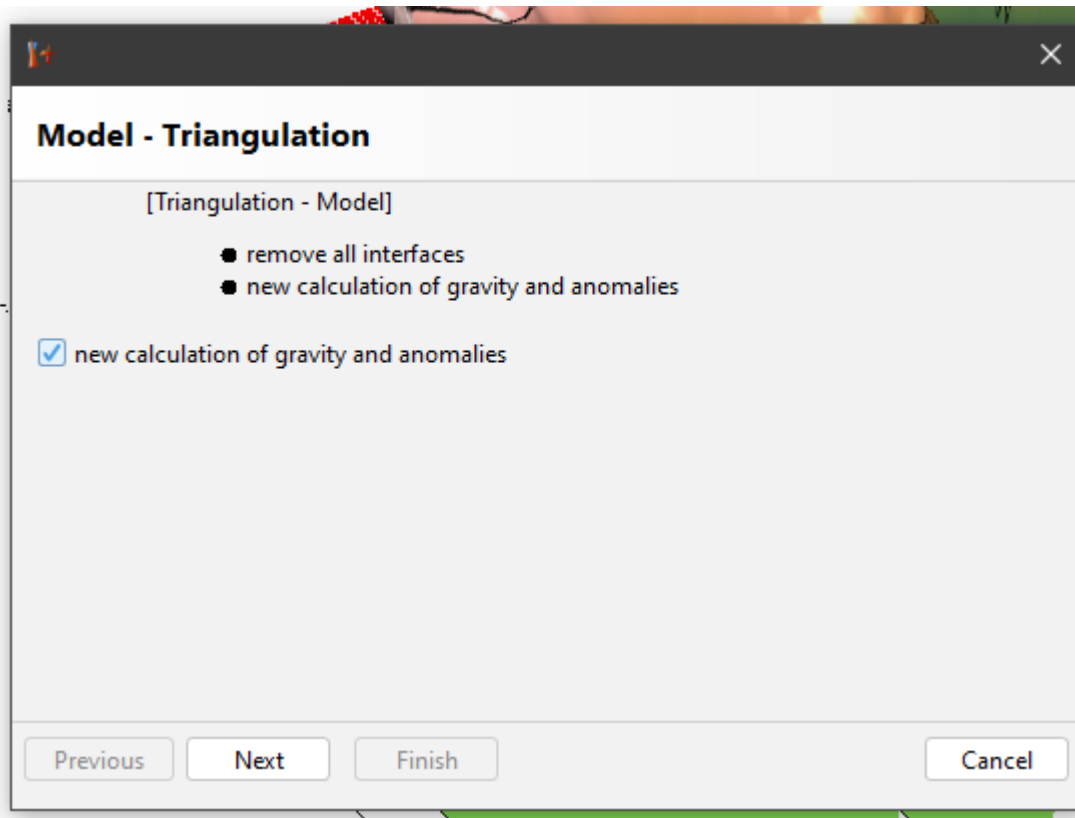 Model - Triangulation
[Triangulation - Model]
● remove all interfaces
● new calculation of gravity and anomalies
new calculation of gravity and anomalies
Previous Next Finish Cancel